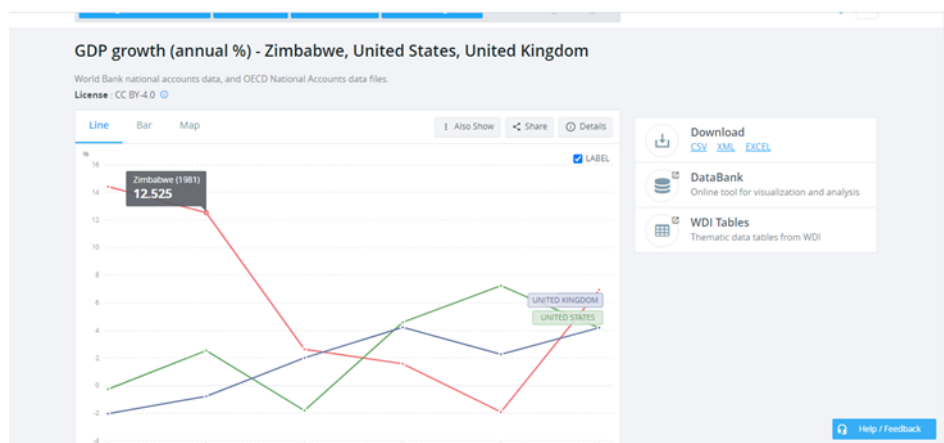 GDP growth (annual %) - Zimbabwe, United States, United Kingdom
World Bank national accounts data, and OECD National Accounts data files.
License : CC BY-4.0
Line Bar Map Also Show Share Details
% LABEL
16
Zimbabwe (1981)
12.525
14
12
10
8
6
4
2
0
-2
-4
UNITED KINGDOM
UNITED STATES
Download
CSV XML EXCEL
DataBank
Online tool for visualization and analysis
WDI Tables
Thematic data tables from WDI
Help / Feedback